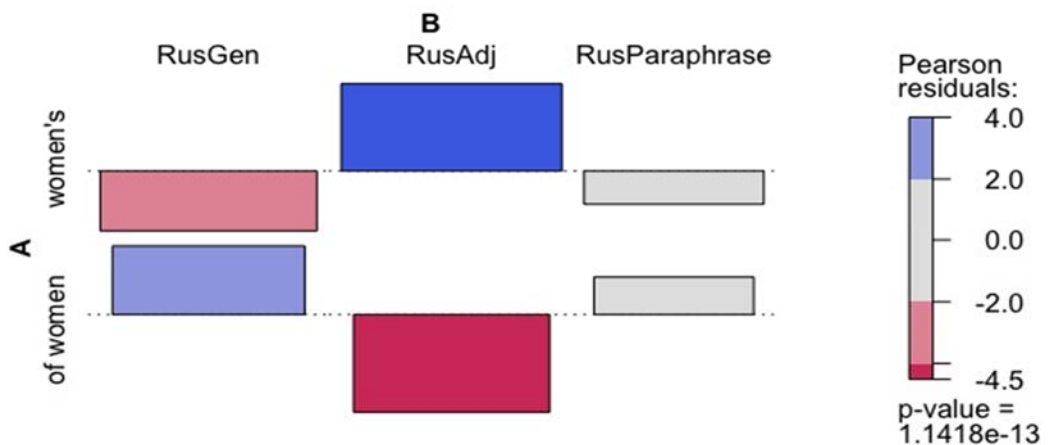 B
RusGen RusAdj RusParaphrase
women's
A
of women
Pearson
residuals:
4.0
2.0
0.0
-2.0
-4.5
p-value =
1.1418e-13